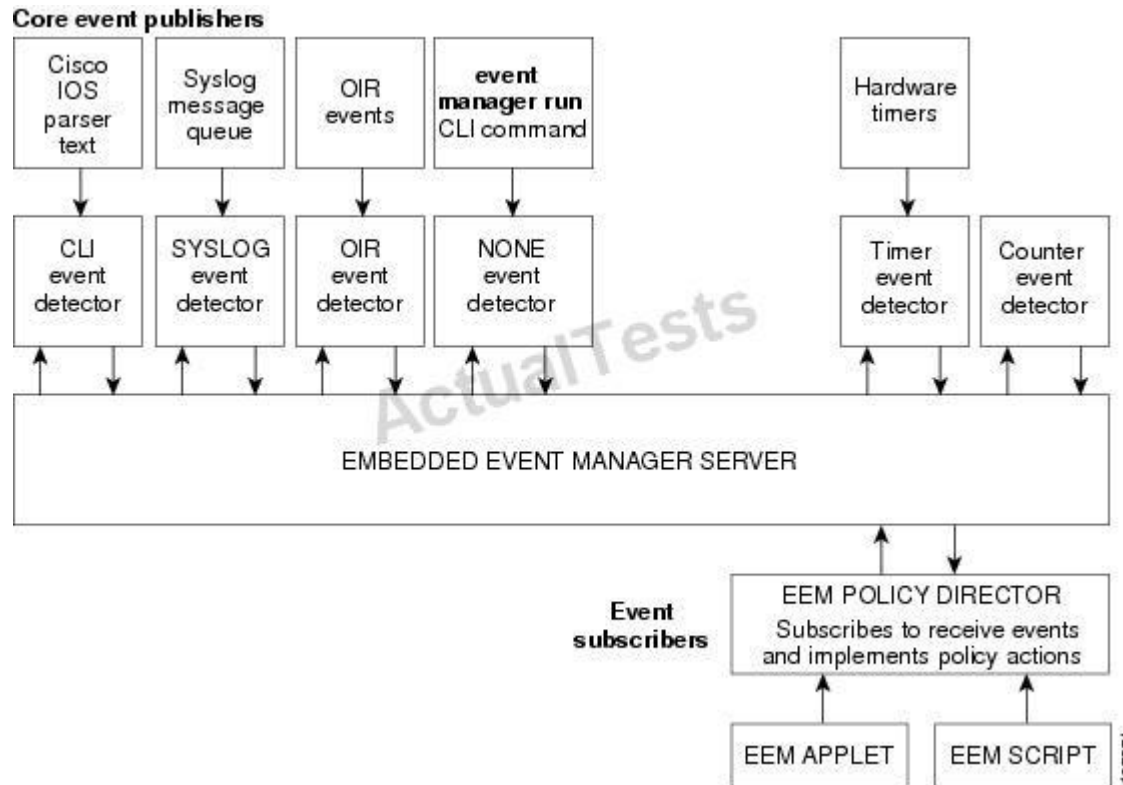 Core event publishers
Cisco
IOS
parser
text
Syslog
message
queue
OIR
events
event
manager run
CLI command
Hardware
timers
CLI
event
detector
SYSLOG
event
detector
OIR
event
detector
NONE
event
detector
Timer
event
detector
Counter
event
detector
ActualTests
EMBEDDED EVENT MANAGER SERVER
Event
subscribers
EEM POLICY DIRECTOR
Subscribes to receive events
and implements policy actions
EEM APPLET
EEM SCRIPT